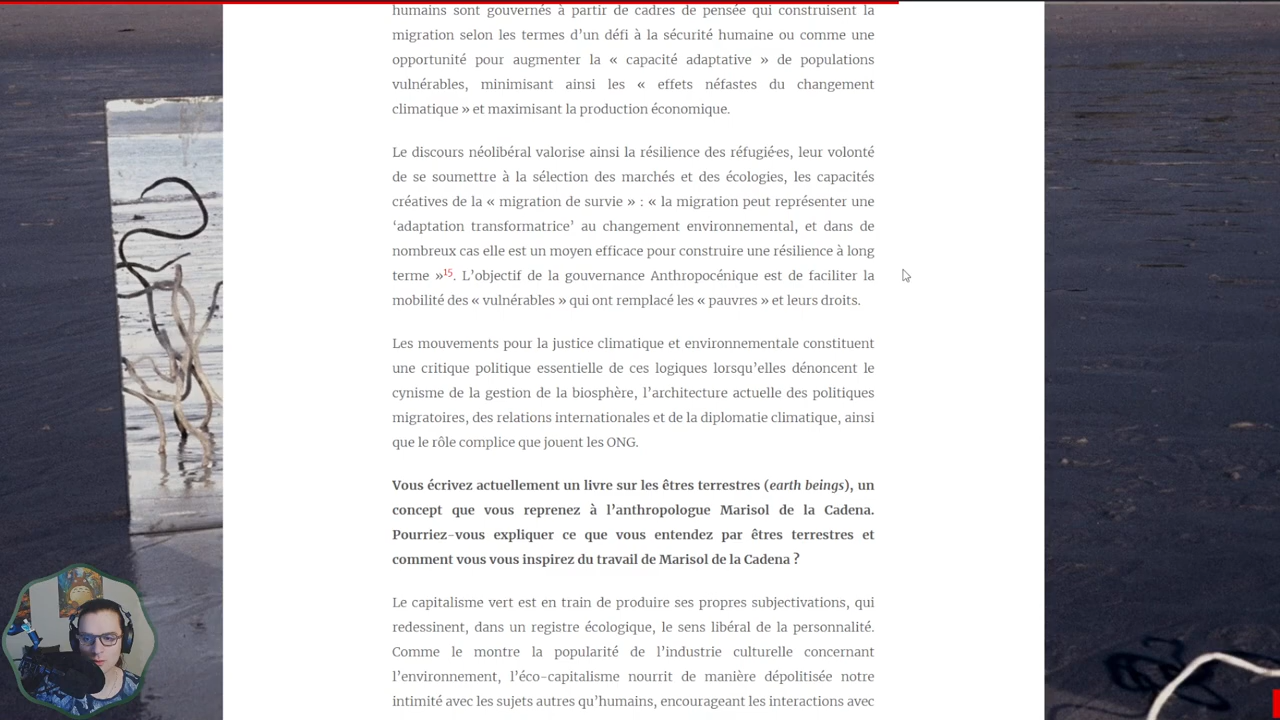 humains sont gouvernés à partir de cadres de pensée qui construisent la
migration selon les termes d’un défi à la sécurité humaine ou comme une
opportunité pour augmenter la « capacité adaptative » de populations
vulnérables, minimisant ainsi les « effets néfastes du changement
climatique » et maximisant la production économique.
Le discours néolibéral valorise ainsi la résilience des réfugié·es, leur volonté
de se soumettre à la sélection des marchés et des écologies, les capacités
créatives de la « migration de survie » : « la migration peut représenter une
‘adaptation transformatrice’ au changement environnemental, et dans de
nombreux cas elle est un moyen efficace pour construire une résilience à long
terme »15. L’objectif de la gouvernance Anthropocénique est de faciliter la
mobilité des « vulnérables » qui ont remplacé les « pauvres » et leurs droits.
Les mouvements pour la justice climatique et environnementale constituent
une critique politique essentielle de ces logiques lorsqu’elles dénoncent le
cynisme de la gestion de la biosphère, l’architecture actuelle des politiques
migratoires, des relations internationales et de la diplomatie climatique, ainsi
que le rôle complice que jouent les ONG.
Vous écrivez actuellement un livre sur les êtres terrestres (earth beings), un
concept que vous reprenez à l’anthropologue Marisol de la Cadena.
Pourriez-vous expliquer ce que vous entendez par êtres terrestres et
comment vous vous inspirez du travail de Marisol de la Cadena ?
Le capitalisme vert est en train de produire ses propres subjectivations, qui
redessinent, dans un registre écologique, le sens libéral de la personnalité.
Comme le montre la popularité de l’industrie culturelle concernant
l’environnement, l’éco-capitalisme nourrit de manière dépolitisée notre
intimité avec les sujets autres qu’humains, encourageant les interactions avec